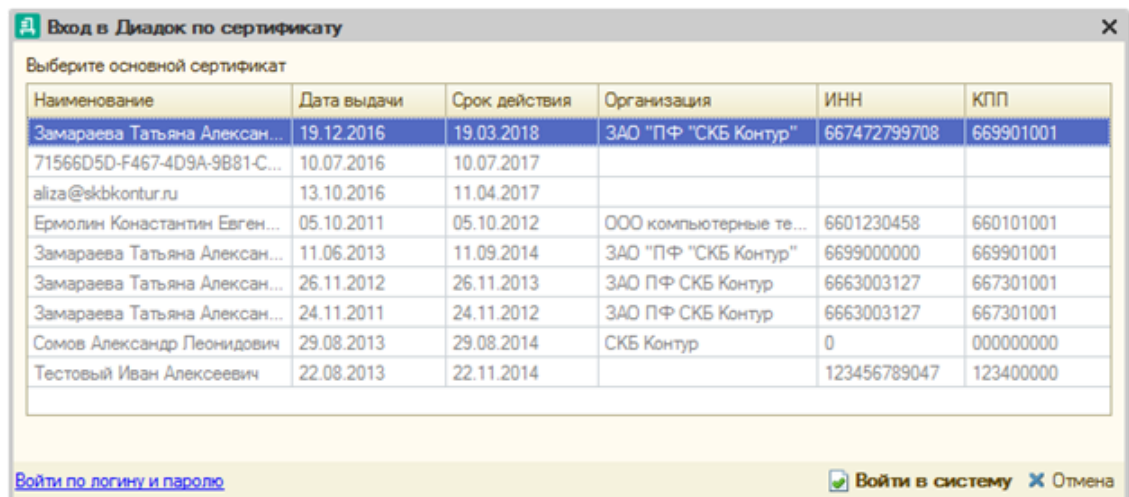 Вход в Диадок по сертификату
Выберите основной сертификат
Наименование Дата выдачи Срок действия Организация ИНН КПП
Замараева Татьяна Алексан... 19.12.2016 19.03.2018 ЗАО "ПФ "СКБ Контур" 667472799708 669901001
71566D5D-F467-4D9A-9B81-C... 10.07.2016 10.07.2017
aliza@skbkontur.ru 13.10.2016 11.04.2017
Ермолин Конастантин Евген... 05.10.2011 05.10.2012 ООО компьютерные те... 6601230458 660101001
Замараева Татьяна Алексан... 11.06.2013 11.09.2014 ЗАО "ПФ "СКБ Контур" 6699000000 669901001
Замараева Татьяна Алексан... 26.11.2012 26.11.2013 ЗАО ПФ СКБ Контур 6663003127 667301001
Замараева Татьяна Алексан... 24.11.2011 24.11.2012 ЗАО ПФ СКБ Контур 6663003127 667301001
Сомов Александр Леонидович 29.08.2013 29.08.2014 СКБ Контур 0 000000000
Тестовый Иван Алексеевич 22.08.2013 22.11.2014 123456789047 123400000
Войти по логину и паролю Войти в систему Отмена